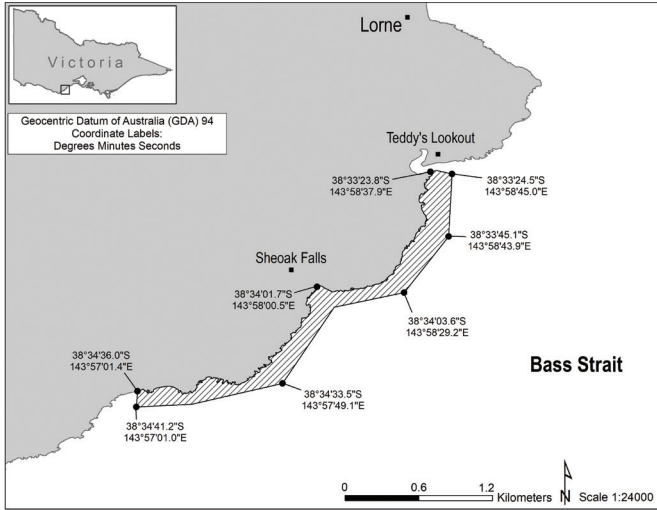 Lorne
Victoria
Geocentric Datum of Australia (GDA) 94
Coordinate Labels:
Degrees Minutes Seconds
Teddy's Lookout
38°33'23.8"S
143°58'37.9"E
38°33'24.5"S
143°58'45.0"E
38°33'45.1"S
143°58'43.9"E
Sheoak Falls
38°34'01.7"S
143°58'00.5"E
38°34'03.6"S
143°58'29.2"E
38°34'36.0"S
143°57'01.4"E
Bass Strait
38°34'33.5"S
143°57'49.1"E
38°34'41.2"S
143°57'01.0"E
0 0.6 1.2
Kilometers N Scale 1:24000